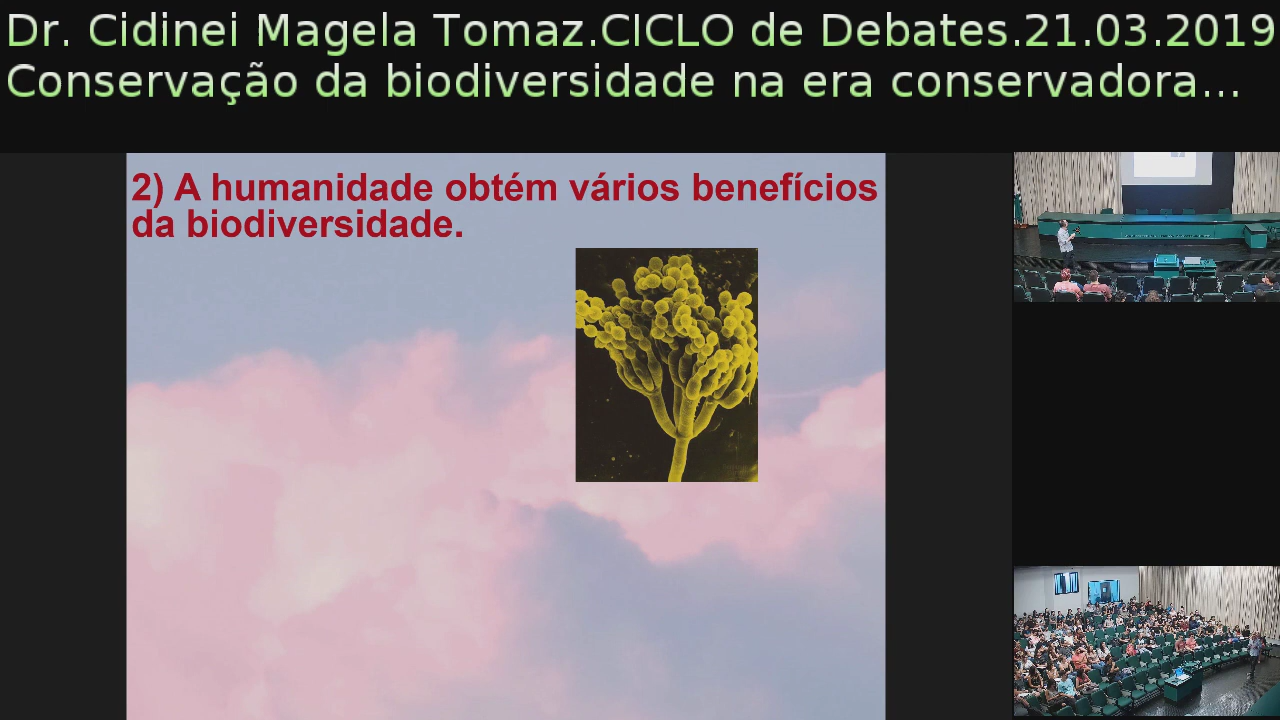 Dr. Cidinei Magela Tomaz.CICLO de Debates.21.03.2019
Conservação da biodiversidade na era conservadora...
2) A humanidade obtém vários benefícios
da biodiversidade.